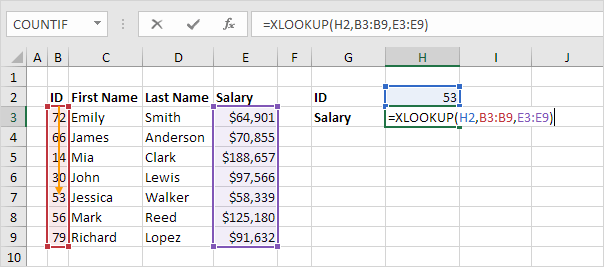 COUNTIF =XLOOKUP(H2,B3:B9,E3:E9)
A B C D E F G H I J
1
2 ID First Name Last Name Salary ID 53
3 72 Emily Smith $64,901 Salary =XLOOKUP(H2,B3:B9,E3:E9)
4 66 James Anderson $70,855
5 14 Mia Clark $188,657
6 30 John Lewis $97,566
7 53 Jessica Walker $58,339
8 56 Mark Reed $125,180
9 79 Richard Lopez $91,632
10